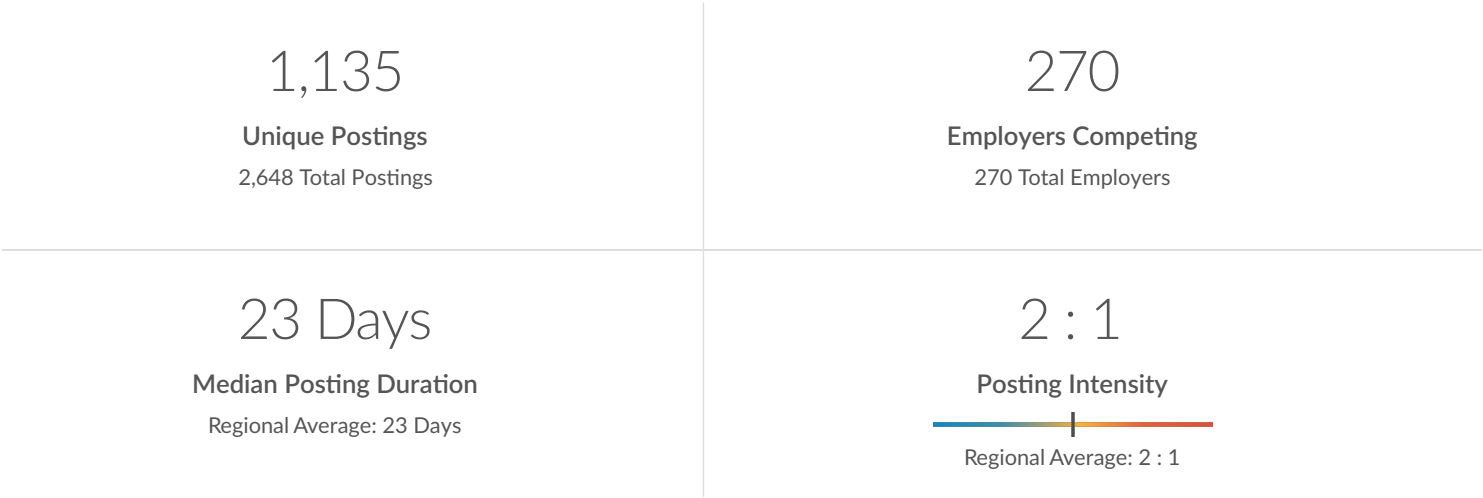 1,135
Unique Postings
2,648 Total Postings
270
Employers Competing
270 Total Employers
23 Days
Median Posting Duration
Regional Average: 23 Days
2 : 1
Posting Intensity
Regional Average: 2 : 1